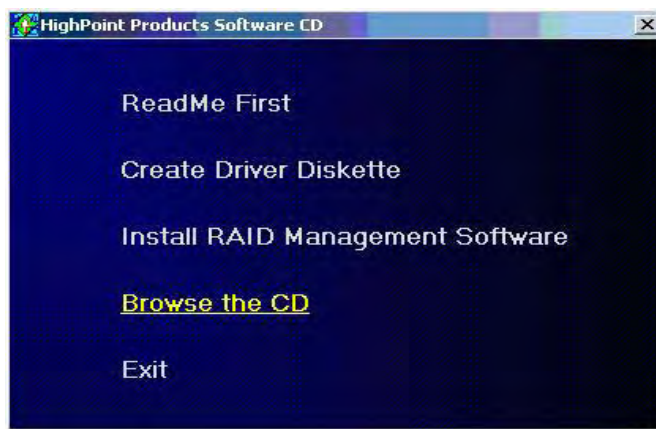 HighPoint Products Software CD
ReadMe First
Create Driver Diskette
Install RAID Management Software
Browse the CD
Exit